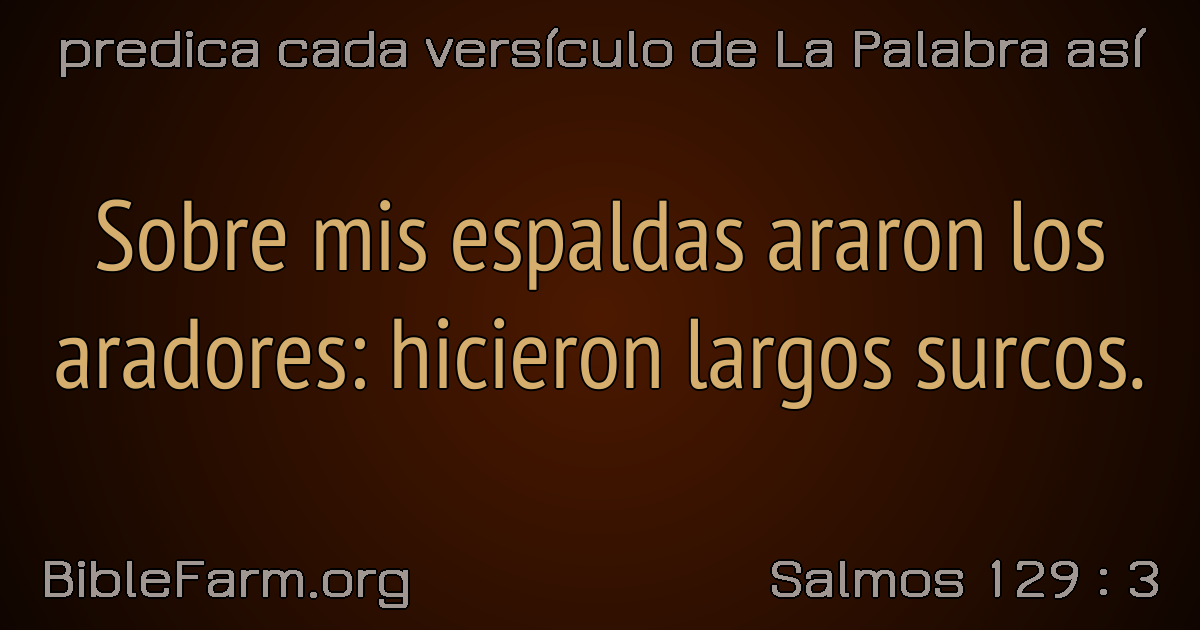 predica cada versículo de La Palabra así
Sobre mis espaldas araron los
aradores: hicieron largos surcos.
BibleFarm.org
Salmos 129 : 3